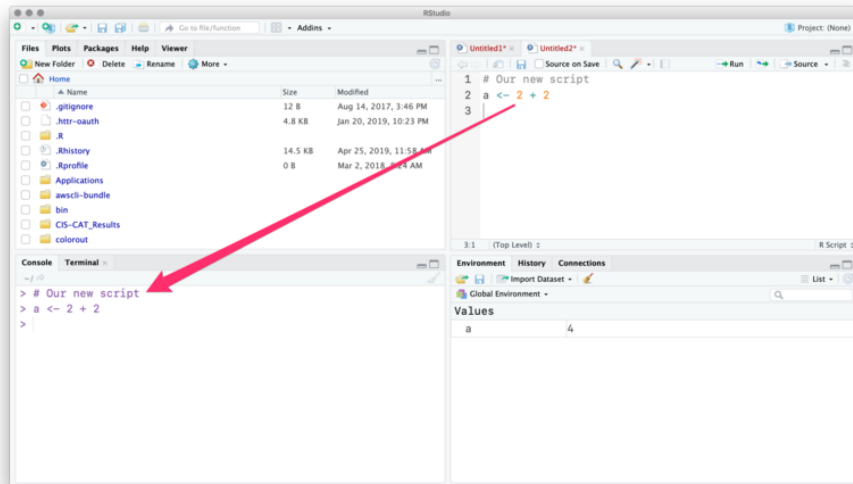 RStudio
Go to file/function
Addins
Project: (None)
Files Plots Packages Help Viewer
New Folder Delete Rename More
Home
Name Size Modified
.gitignore 12 B Aug 14, 2017, 3:46 PM
.httr-oauth 4.8 KB Jan 20, 2019, 10:23 PM
.R
.Rhistory 14.5 KB Apr 25, 2019, 11:58
.Rprofile 0 B Mar 2, 2018, AM
Applications
awscli-bundle
bin
CIS-CAT_Results
colorout
Untitled1* Untitled2*
Source on Save Run Source
1 # Our new script
2 a <- 2 + 2
3
3:1 (Top Level) R Script
Console Terminal
~/
> # Our new script
> a <- 2 + 2
>
Environment History Connections
Import Dataset List
Global Environment
Values
a 4